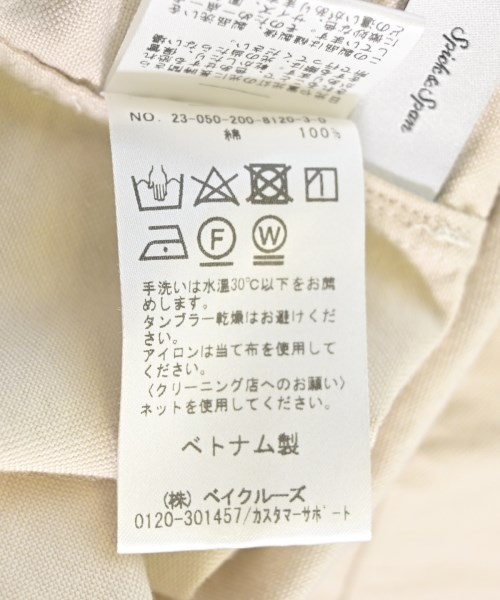 Spick & Span
NO. 23-050-200-8120-3-0
綿 100%
F
W
手洗いは水温30℃以下をお薦
めします。
タンブラー乾燥はお避けくだ
さい。
アイロンは当て布を使用して
ください。
〈クリーニング店へのお願い〉
ネットを使用してください。
ベトナム製
(株) ベイクルーズ
0120-301457/カスタマーサポート